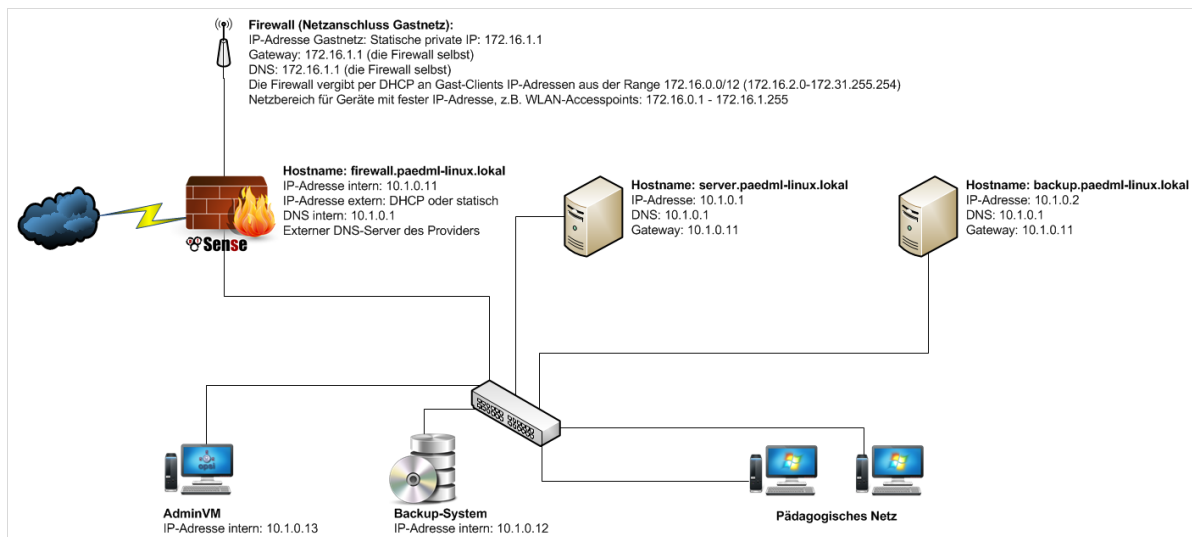 Firewall (Netzanschluss Gastnetz):
IP-Adresse Gastnetz: Statische private IP: 172.16.1.1
Gateway: 172.16.1.1 (die Firewall selbst)
DNS: 172.16.1.1 (die Firewall selbst)
Die Firewall vergibt per DHCP an Gast-Clients IP-Adressen aus der Range 172.16.0.0/12 (172.16.2.0-172.31.255.254)
Netzbereich für Geräte mit fester IP-Adresse, z.B. WLAN-Accesspoints: 172.16.0.1 - 172.16.1.255
Hostname: firewall.paedml-linux.lokal
IP-Adresse intern: 10.1.0.11
IP-Adresse extern: DHCP oder statisch
DNS intern: 10.1.0.1
Externer DNS-Server des Providers
Sense
Hostname: server.paedml-linux.lokal
IP-Adresse: 10.1.0.1
DNS: 10.1.0.1
Gateway: 10.1.0.11
Hostname: backup.paedml-linux.lokal
IP-Adresse: 10.1.0.2
DNS: 10.1.0.1
Gateway: 10.1.0.11
opsi
AdminVM
IP-Adresse intern: 10.1.0.13
Backup-System
IP-Adresse intern: 10.1.0.12
Pädagogisches Netz